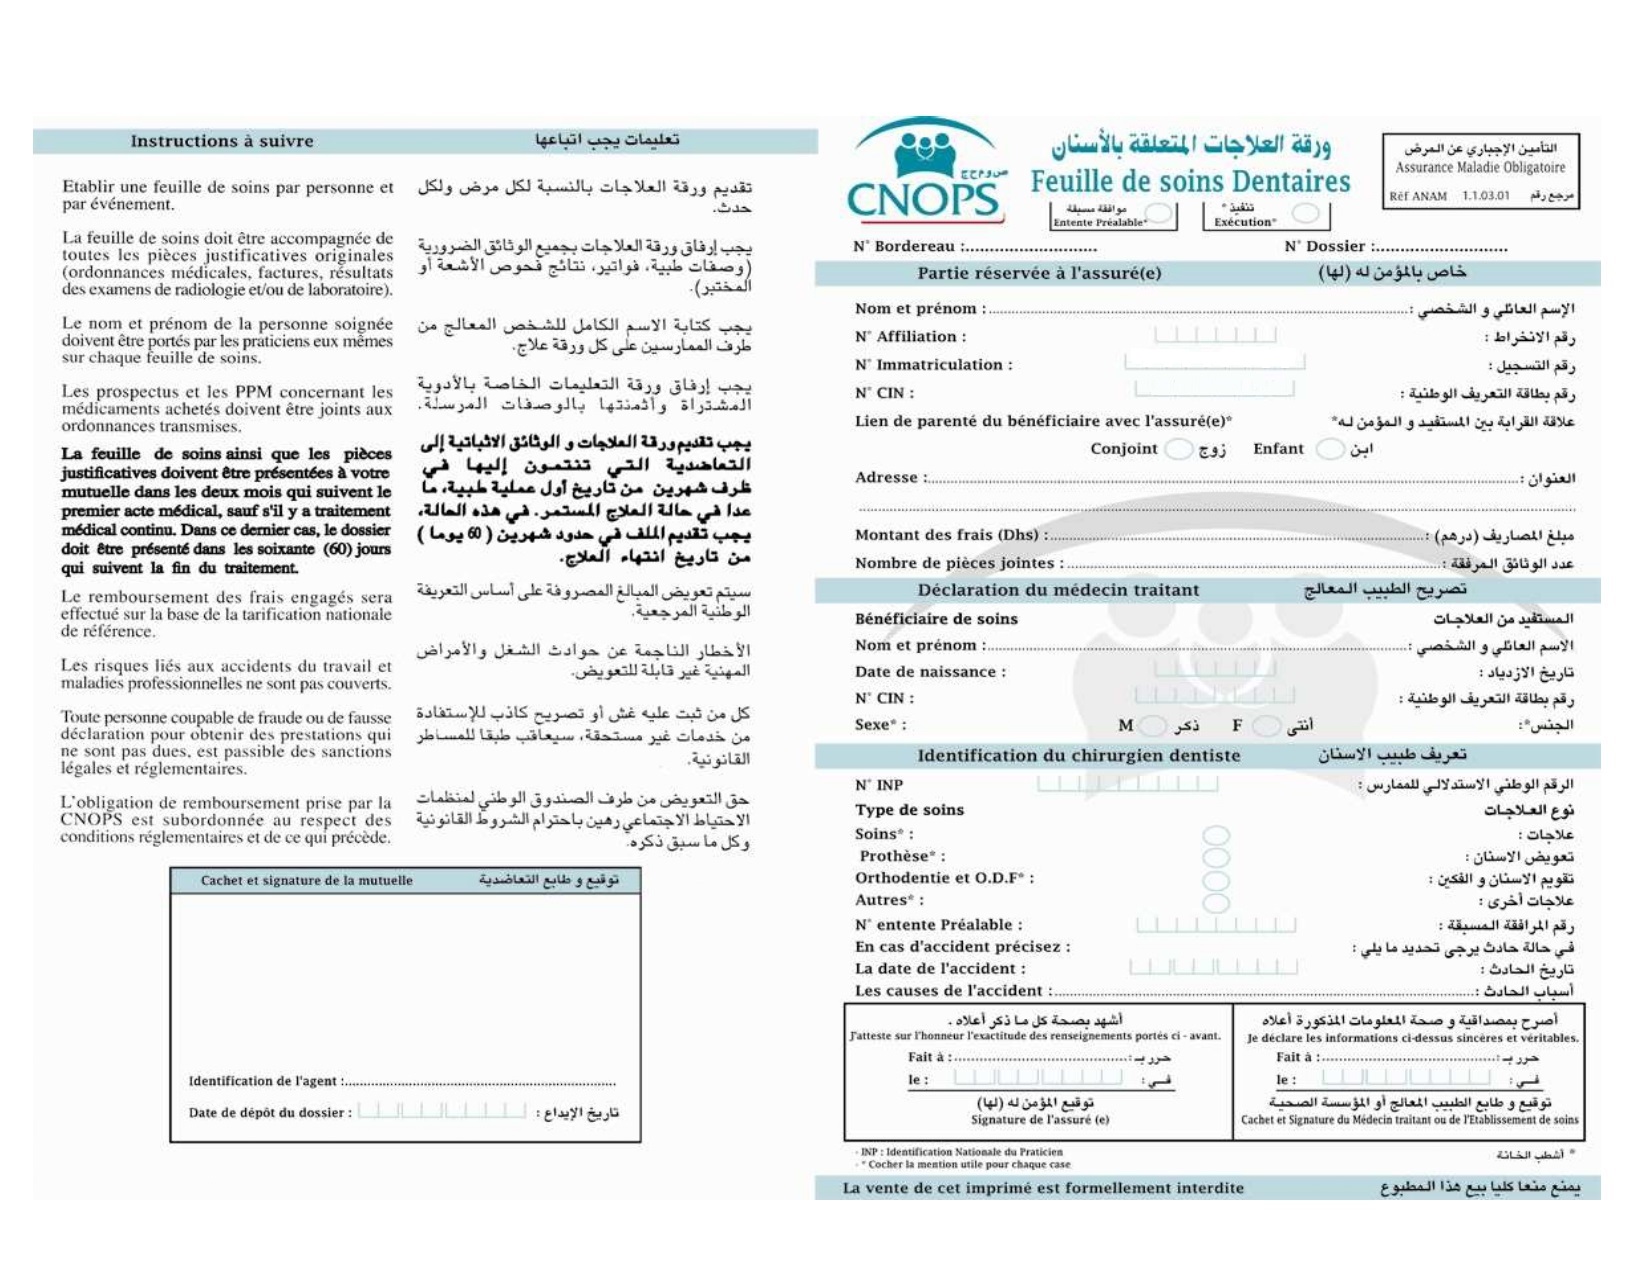 Instructions à suivre
تعليمات يجب اتباعها
Etablir une feuille de soins par personne et
par événement.
تقديم ورقة العلاجات بالنسبة لكل مرض ولكل
حدث.
La feuille de soins doit être accompagnée de
toutes les pièces justificatives originales
(ordonnances médicales, factures, résultats
des examens de radiologie et/ou de laboratoire).
يجب إرفاق ورقة العلاجات بجميع الوثائق الضرورية
(وصفات طبية، فواتير، نتائج فحوص الأشعة أو
المختبر).
Le nom et prénom de la personne soignée
doivent être portés par les praticiens eux mêmes
sur chaque feuille de soins.
يجب كتابة الاسم الكامل للشخص المعالج من
طرف الممارسين على كل ورقة علاج.
Les prospectus et les PPM concernant les
médicaments achetés doivent être joints aux
ordonnances transmises.
يجب إرفاق ورقة التعليمات الخاصة بالأدوية
المشتراة وأثمنتها بالوصفات المرسلة.
La feuille de soins ainsi que les pièces
justificatives doivent être présentées à votre
mutuelle dans les deux mois qui suivent le
premier acte médical, sauf s'il y a traitement
médical continu. Dans ce dernier cas, le dossier
doit être présenté dans les soixante (60) jours
qui suivent la fin du traitement.
يجب تقديم ورقة العلاجات و الوثائق الاثباتية إلى
التعاضدية التي تنتمون إليها في
ظرف شهرين من تاريخ أول عملية طبية، ما
عدا في حالة العلاج المستمر. في هذه الحالة،
يجب تقديم الملف في حدود شهرين ( 60 يوما )
من تاريخ انتهاء العلاج.
Le remboursement des frais engagés sera
effectué sur la base de la tarification nationale
de référence.
سيتم تعويض المبالغ المصروفة على أساس التعريفة
الوطنية المرجعية.
Les risques liés aux accidents du travail et
maladies professionnelles ne sont pas couverts.
الأخطار الناجمة عن حوادث الشغل والأمراض
المهنية غير قابلة للتعويض.
Toute personne coupable de fraude ou de fausse
déclaration pour obtenir des prestations qui
ne sont pas dues, est passible des sanctions
légales et réglementaires.
كل من ثبت عليه غش أو تصريح كاذب للإستفادة
من خدمات غير مستحقة، سيعاقب طبقا للمساطر
القانونية.
L'obligation de remboursement prise par la
CNOPS est subordonnée au respect des
conditions réglementaires et de ce qui précède.
حق التعويض من طرف الصندوق الوطني لمنظمات
الاحتياط الاجتماعي رهين باحترام الشروط القانونية
وكل ما سبق ذكره.
Cachet et signature de la mutuelle توقيع و طابع التعاضدية
Identification de l'agent :
Date de dépôt du dossier : تاريخ الإيداع :
CNOPS
ورقة العلاجات المتعلقة بالأسنان
Feuille de soins Dentaires
موافقة مسبقة
Entente Préalable*
تنفيذ *
Exécution*
التأمين الإجباري عن المرض
Assurance Maladie Obligatoire
Réf ANAM 1.1.03.01 مرجع رقم
N° Bordereau : N° Dossier :
Partie réservée à l'assuré(e) خاص بالمؤمن له (لها)
Nom et prénom : الإسم العائلي و الشخصي :
N° Affiliation : رقم الانخراط :
N° Immatriculation : رقم التسجيل :
N° CIN : رقم بطاقة التعريف الوطنية :
Lien de parenté du bénéficiaire avec l'assuré(e)* علاقة القرابة بين المستفيد و المؤمن له*
Conjoint زوج Enfant ابن
Adresse : العنوان :
Montant des frais (Dhs) : مبلغ المصاريف (درهم) :
Nombre de pièces jointes : عدد الوثائق المرفقة :
Déclaration du médecin traitant تصريح الطبيب المعالج
Bénéficiaire de soins المستفيد من العلاجات
Nom et prénom : الاسم العائلي و الشخصي :
Date de naissance : تاريخ الازدياد :
N° CIN : رقم بطاقة التعريف الوطنية :
Sexe* : M ذكر F أنثى الجنس*:
Identification du chirurgien dentiste تعريف طبيب الاسنان
N° INP الرقم الوطني الاستدلالي للممارس :
Type de soins نوع العلاجات
Soins* : علاجات :
Prothèse* : تعويض الاسنان :
Orthodentie et O.D.F* : تقويم الاسنان و الفكين :
Autres* : علاجات أخرى :
N° entente Préalable : رقم المرافقة المسبقة :
En cas d'accident précisez : في حالة حادث يرجى تحديد ما يلي :
La date de l'accident : تاريخ الحادث :
Les causes de l'accident : أسباب الحادث :
أشهد بصحة كل ما ذكر أعلاه .
J'atteste sur l'honneur l'exactitude des renseignements portés ci - avant.
Fait à : حرر بـ :
le : في :
توقيع المؤمن له (لها)
Signature de l'assuré (e)
أصرح بمصداقية و صحة المعلومات المذكورة أعلاه
Je déclare les informations ci-dessus sincères et véritables.
Fait à : حرر بـ :
le : في :
توقيع و طابع الطبيب المعالج أو المؤسسة الصحية
Cachet et Signature du Médecin traitant ou de l'Etablissement de soins
- INP : Identification Nationale du Praticien
- * Cocher la mention utile pour chaque case
* أشطب الخانة
La vente de cet imprimé est formellement interdite يمنع منعا كليا بيع هذا المطبوع